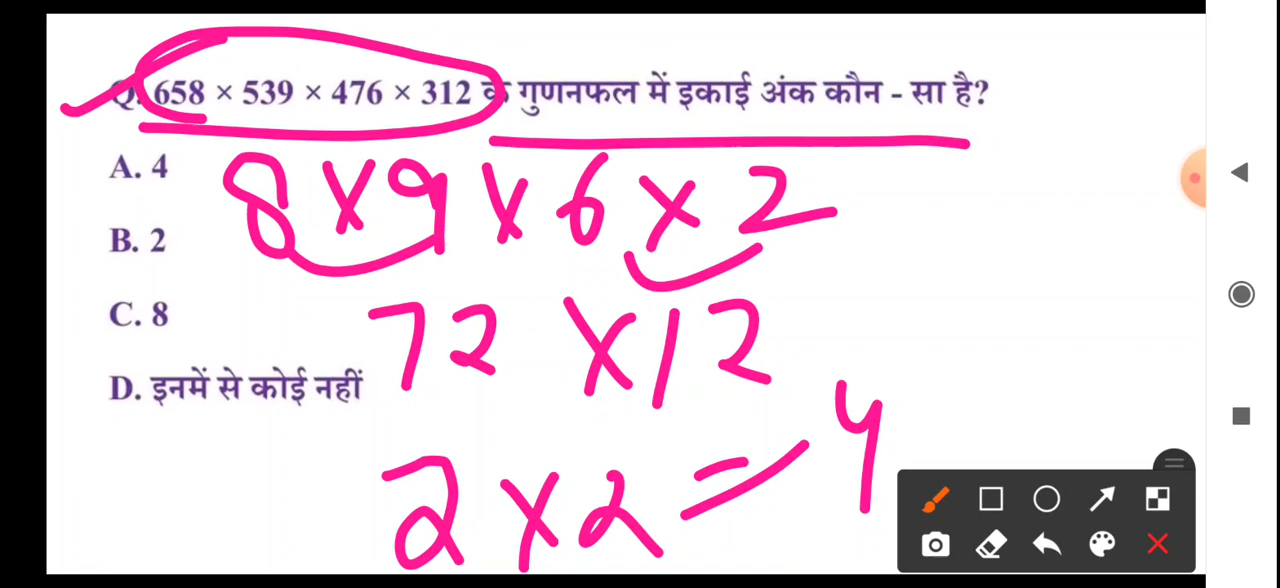 Q. 658 × 539 × 476 × 312 के गुणनफल में इकाई अंक कौन - सा है?
A. 4
8 × 9 × 6 × 2
B. 2
C. 8
72 × 12
D. इनमें से कोई नहीं
2 × 2 = 4